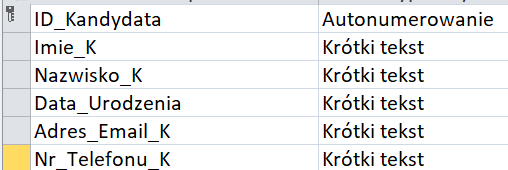 ID_Kandydata Autonumerowanie
Imie_K Krótki tekst
Nazwisko_K Krótki tekst
Data_Urodzenia Krótki tekst
Adres_Email_K Krótki tekst
Nr_Telefonu_K Krótki tekst